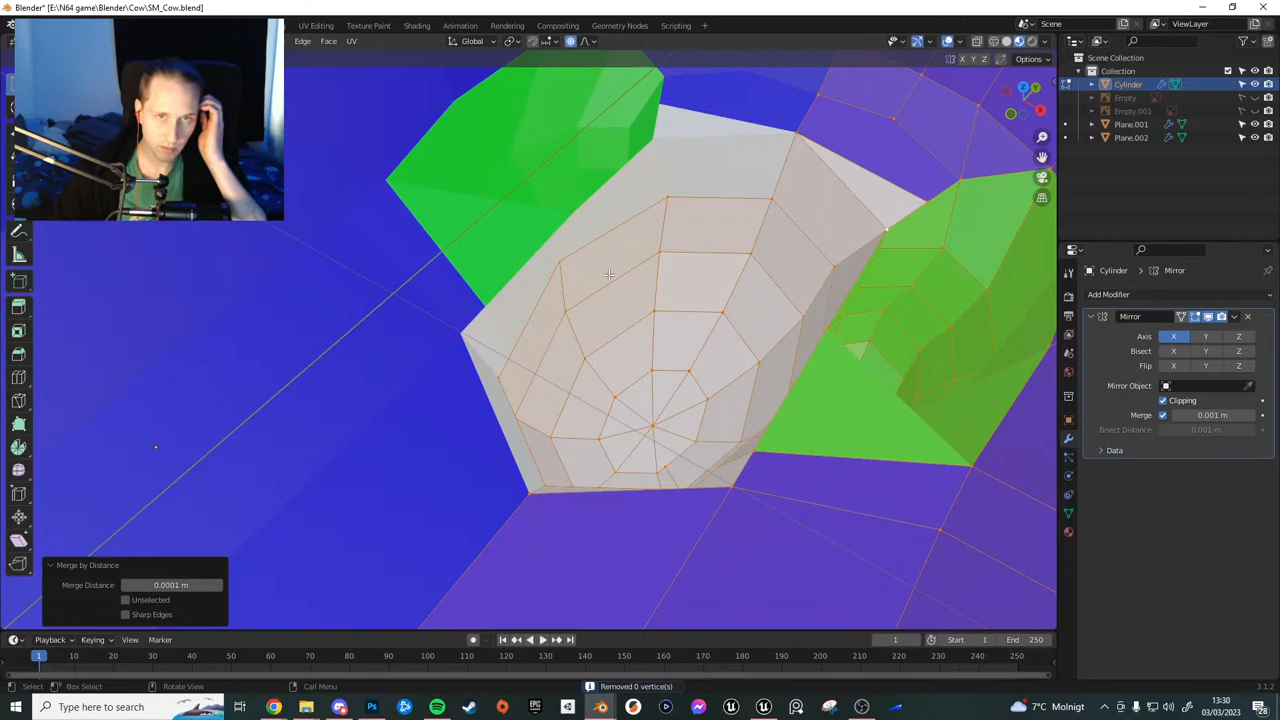 Blender* [E:\N64 game\Blender\Cow\SM_Cow.blend]
UV Editing Texture Paint Shading Animation Rendering Compositing Geometry Nodes Scripting
Scene ViewLayer
Edge Face UV Global
X Y Z Options
Scene Collection
Collection
Cylinder
Empty
Empty.001
Plane.001
Plane.002
Cylinder > Mirror
Add Modifier
Mirror
Axis X Y Z
Bisect X Y Z
Flip X Y Z
Mirror Object
Clipping
Merge 0.001 m
Bisect Distance 0.001 m
Data
Z Y X
Merge by Distance
Merge Distance 0.0001 m
Unselected
Sharp Edges
Playback Keying View Marker 1 Start 1 End 250
1 10 20 30 40 50 60 70 80 90 100 110 120 130 140 150 160 170 180 190 200 210 220 230 240 250
Select Box Select Rotate View Call Menu Removed 0 vertice(s) 3.1.2
Type here to search 7°C Molnigt 13:30
03/03/2023